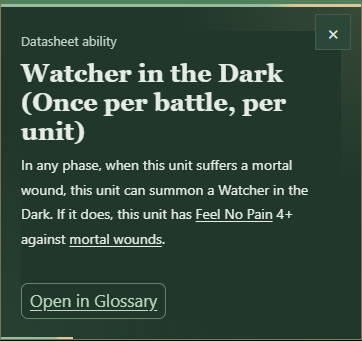 Datasheet ability
×
Watcher in the Dark
(Once per battle, per
unit)
In any phase, when this unit suffers a mortal
wound, this unit can summon a Watcher in the
Dark. If it does, this unit has Feel No Pain 4+
against mortal wounds.
Open in Glossary